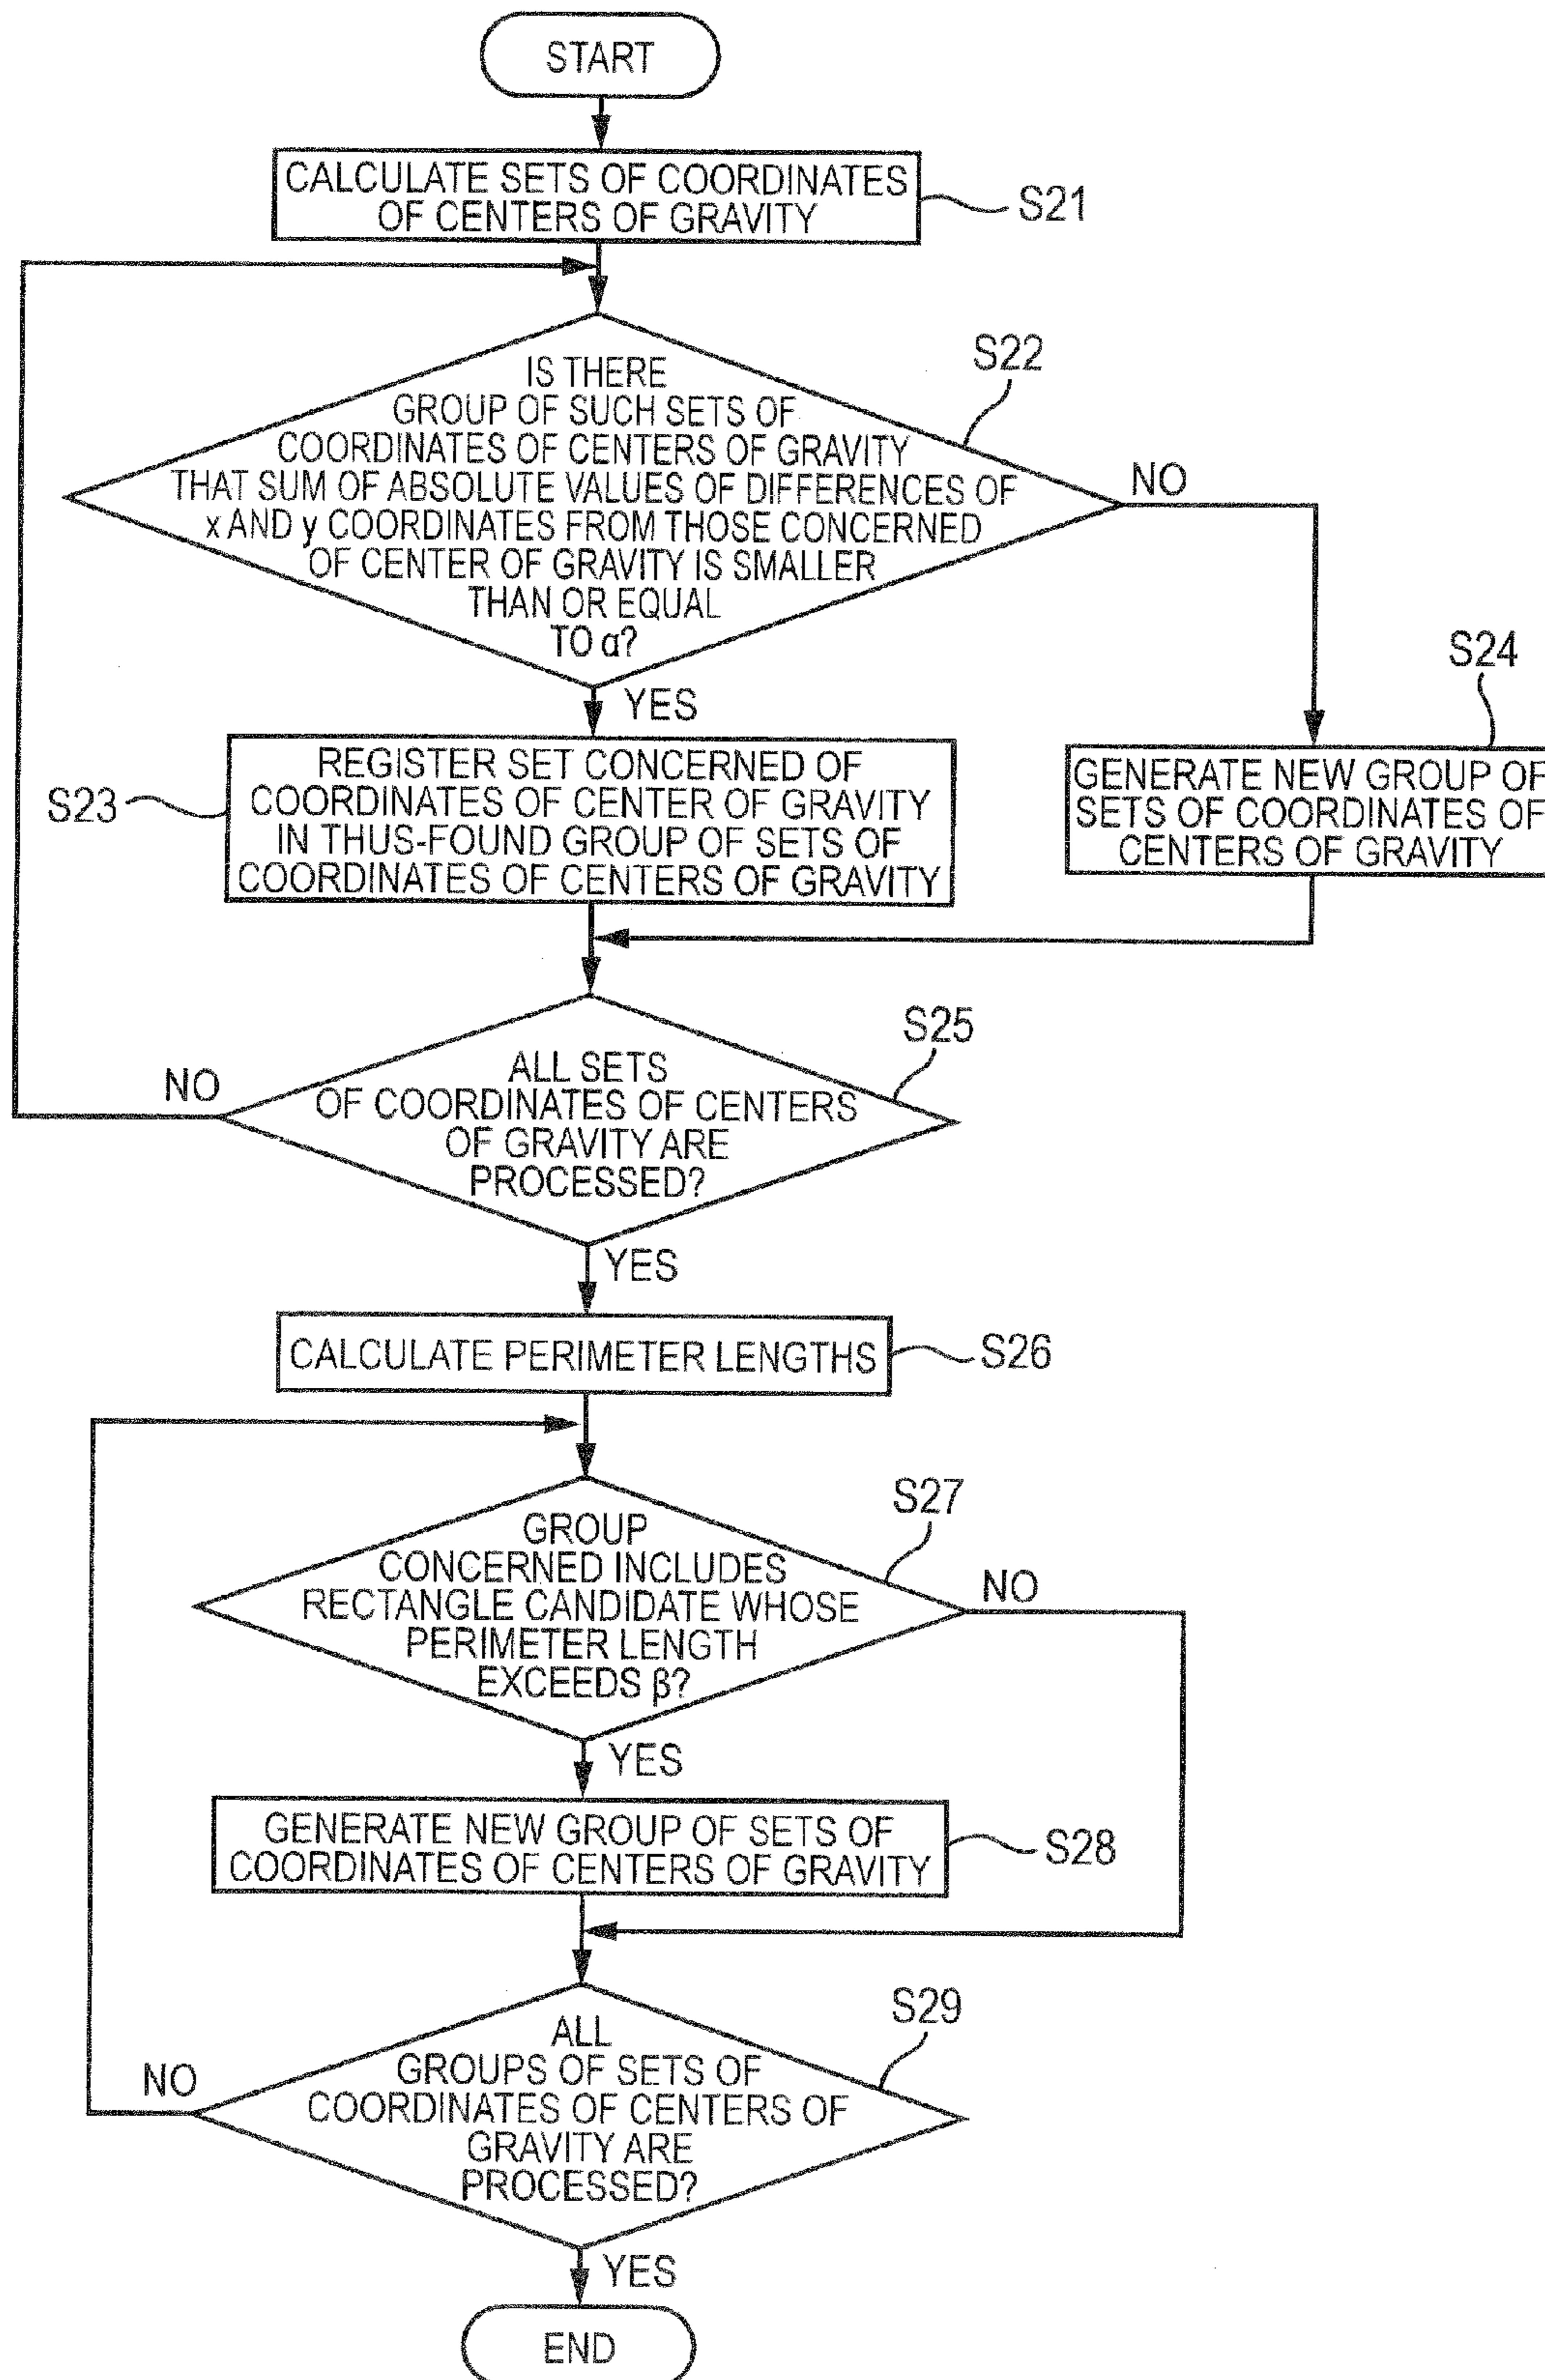 START
CALCULATE SETS OF COORDINATES
OF CENTERS OF GRAVITY
S21
IS THERE
GROUP OF SUCH SETS OF
COORDINATES OF CENTERS OF GRAVITY
THAT SUM OF ABSOLUTE VALUES OF DIFFERENCES OF
x AND y COORDINATES FROM THOSE CONCERNED
OF CENTER OF GRAVITY IS SMALLER
THAN OR EQUAL
TO α?
S22
NO
YES
S24
REGISTER SET CONCERNED OF
COORDINATES OF CENTER OF GRAVITY
IN THUS-FOUND GROUP OF SETS OF
COORDINATES OF CENTERS OF GRAVITY
S23
GENERATE NEW GROUP OF
SETS OF COORDINATES OF
CENTERS OF GRAVITY
S25
NO
ALL SETS
OF COORDINATES OF CENTERS
OF GRAVITY ARE
PROCESSED?
YES
CALCULATE PERIMETER LENGTHS
S26
S27
GROUP
CONCERNED INCLUDES
RECTANGLE CANDIDATE WHOSE
PERIMETER LENGTH
EXCEEDS β?
NO
YES
GENERATE NEW GROUP OF SETS OF
COORDINATES OF CENTERS OF GRAVITY
S28
S29
NO
ALL
GROUPS OF SETS OF
COORDINATES OF CENTERS OF
GRAVITY ARE
PROCESSED?
YES
END